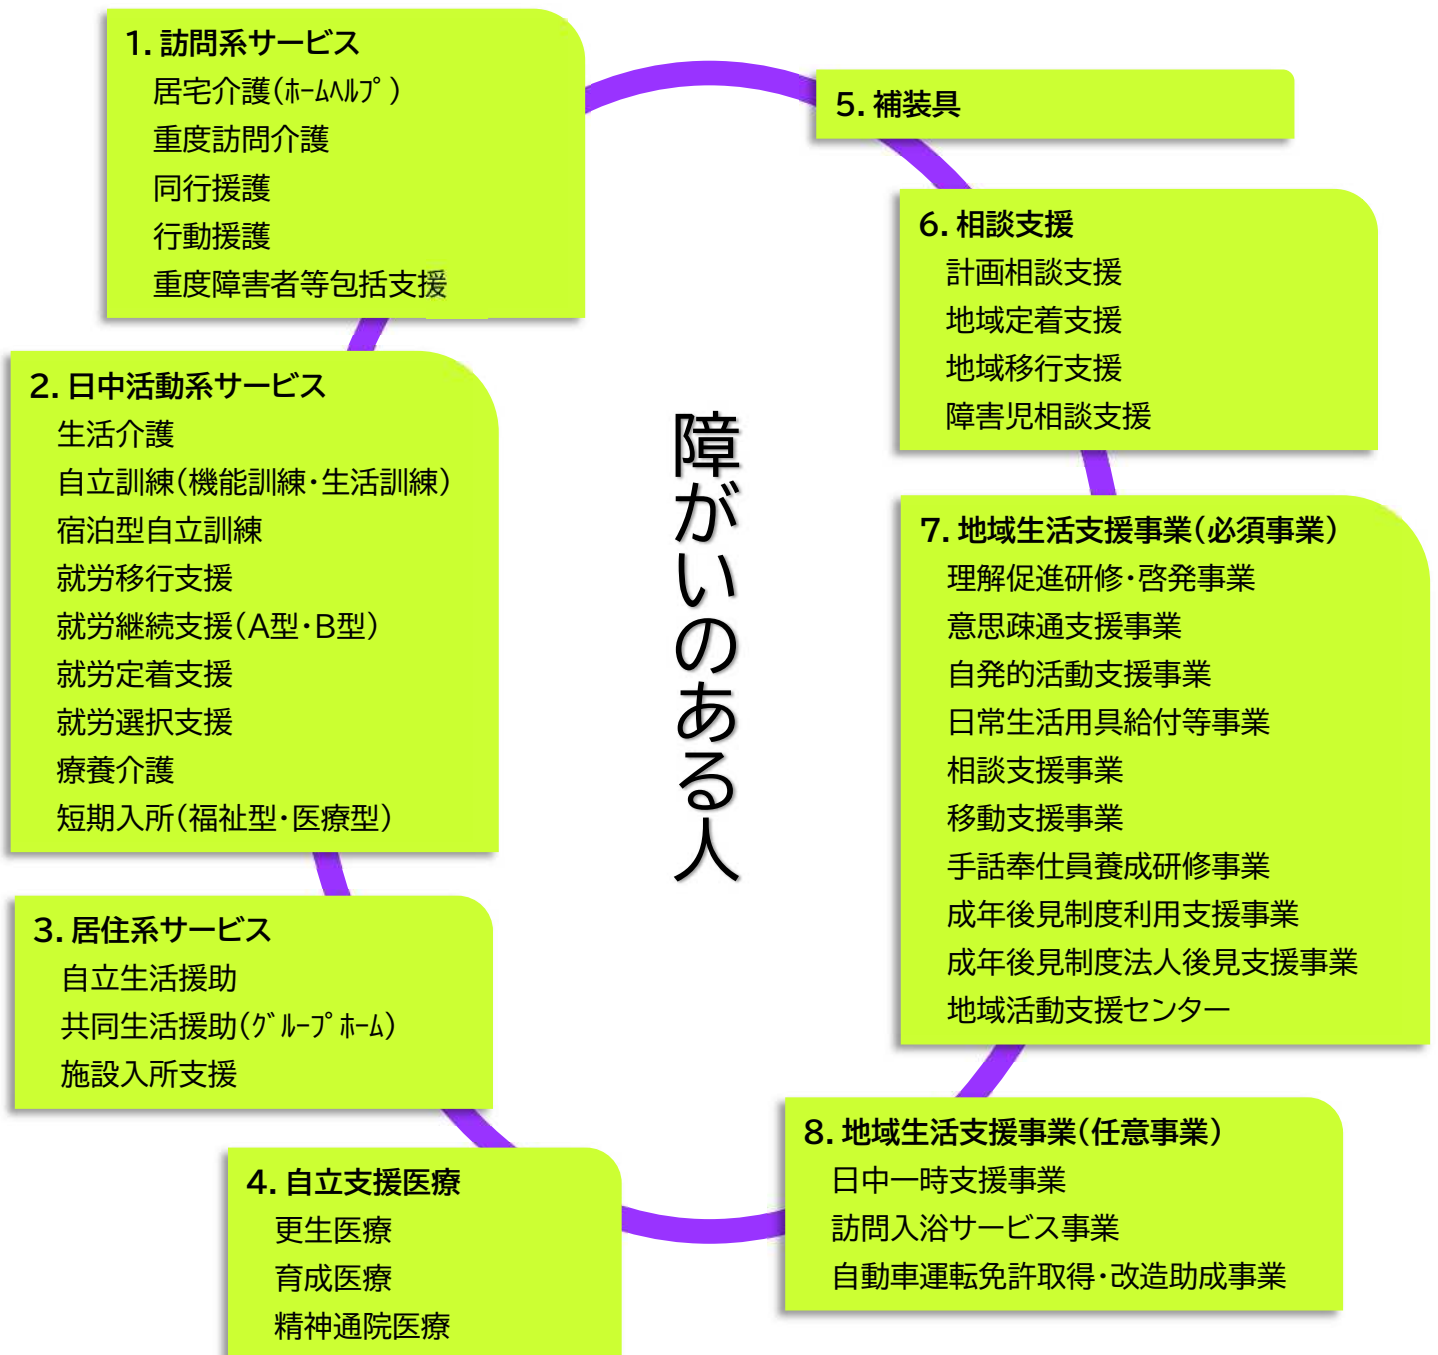 1. 訪問系サービス
居宅介護(ﾎｰﾑﾍﾙﾌﾟ)
重度訪問介護
同行援護
行動援護
重度障害者等包括支援
2. 日中活動系サービス
生活介護
自立訓練(機能訓練・生活訓練)
宿泊型自立訓練
就労移行支援
就労継続支援(A型・B型)
就労定着支援
就労選択支援
療養介護
短期入所(福祉型・医療型)
3. 居住系サービス
自立生活援助
共同生活援助(ｸﾞﾙｰﾌﾟﾎｰﾑ)
施設入所支援
4. 自立支援医療
更生医療
育成医療
精神通院医療
障がいのある人
5. 補装具
6. 相談支援
計画相談支援
地域定着支援
地域移行支援
障害児相談支援
7. 地域生活支援事業(必須事業)
理解促進研修・啓発事業
意思疎通支援事業
自発的活動支援事業
日常生活用具給付等事業
相談支援事業
移動支援事業
手話奉仕員養成研修事業
成年後見制度利用支援事業
成年後見制度法人後見支援事業
地域活動支援センター
8. 地域生活支援事業(任意事業)
日中一時支援事業
訪問入浴サービス事業
自動車運転免許取得・改造助成事業